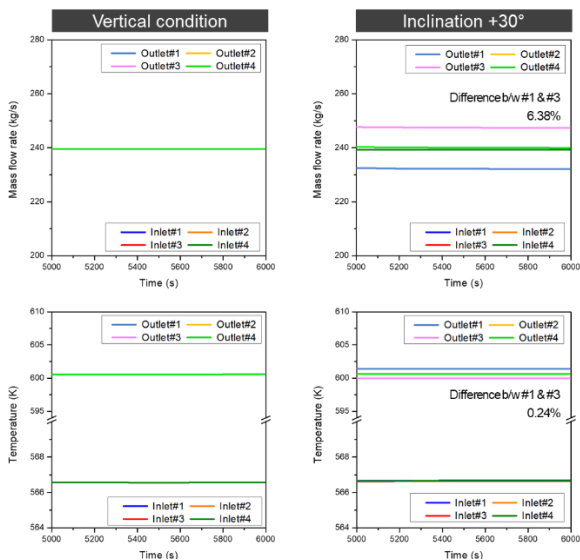 Vertical condition
Inclination +30°
280
260
240
220
200
Mass flow rate (kg/s)
Outlet#1 Outlet#2
Outlet#3 Outlet#4
Inlet#1 Inlet#2
Inlet#3 Inlet#4
5000 5200 5400 5600 5800 6000
Time (s)
280
260
240
220
200
Mass flow rate (kg/s)
Outlet#1 Outlet#2
Outlet#3 Outlet#4
Difference b/w #1 & #3
6.38%
Inlet#1 Inlet#2
Inlet#3 Inlet#4
5000 5200 5400 5600 5800 6000
Time (s)
610
605
600
595
568
566
564
Temperature (K)
Outlet#1 Outlet#2
Outlet#3 Outlet#4
Inlet#1 Inlet#2
Inlet#3 Inlet#4
5000 5200 5400 5600 5800 6000
Time (s)
610
605
600
595
568
566
564
Temperature (K)
Outlet#1 Outlet#2
Outlet#3 Outlet#4
Difference b/w #1 & #3
0.24%
Inlet#1 Inlet#2
Inlet#3 Inlet#4
5000 5200 5400 5600 5800 6000
Time (s)